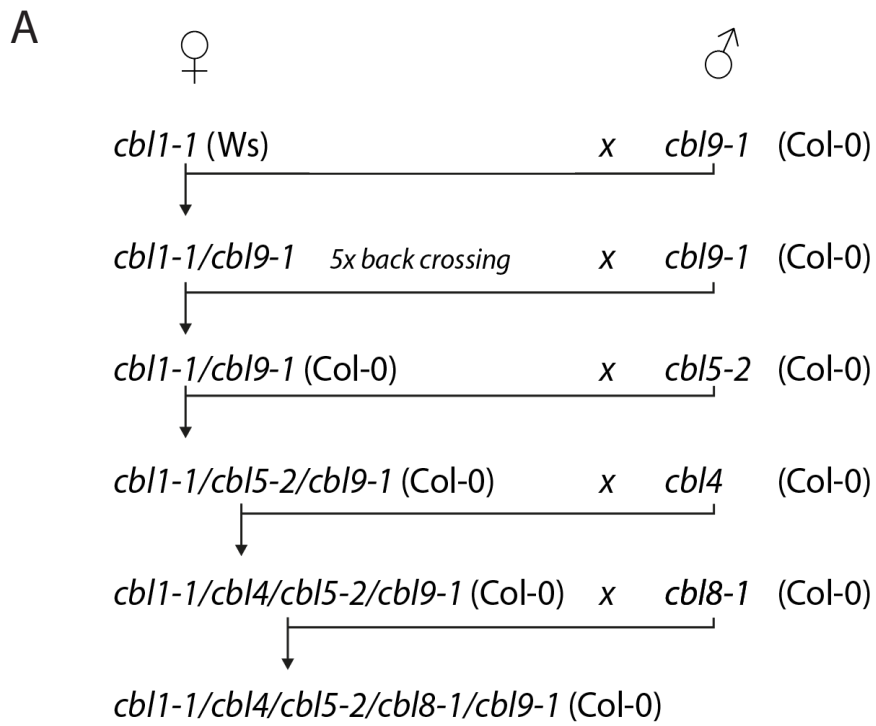 A
♀ ♂
cbl1-1 (Ws) x cbl9-1 (Col-0)
cbl1-1/cbl9-1 5x back crossing x cbl9-1 (Col-0)
cbl1-1/cbl9-1 (Col-0) x cbl5-2 (Col-0)
cbl1-1/cbl5-2/cbl9-1 (Col-0) x cbl4 (Col-0)
cbl1-1/cbl4/cbl5-2/cbl9-1 (Col-0) x cbl8-1 (Col-0)
cbl1-1/cbl4/cbl5-2/cbl8-1/cbl9-1 (Col-0)